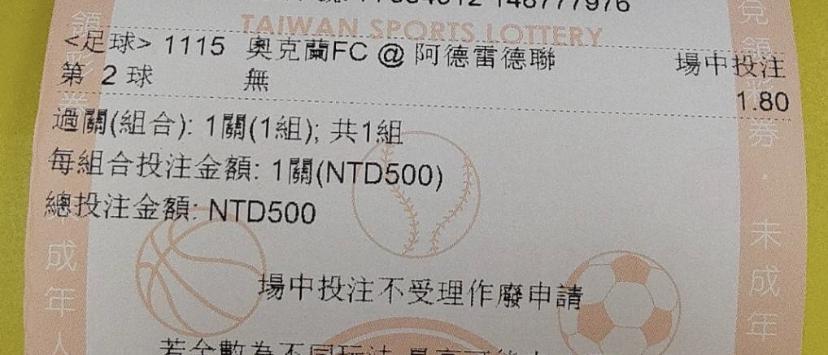 TAIWAN SPORTS LOTTERY
<足球> 1115 奧克蘭FC @ 阿德雷德聯 場中投注
第 2 球 無 1.80
過關(組合): 1關(1組); 共1組
每組合投注金額: 1關(NTD500)
總投注金額: NTD500
場中投注不受理作廢申請